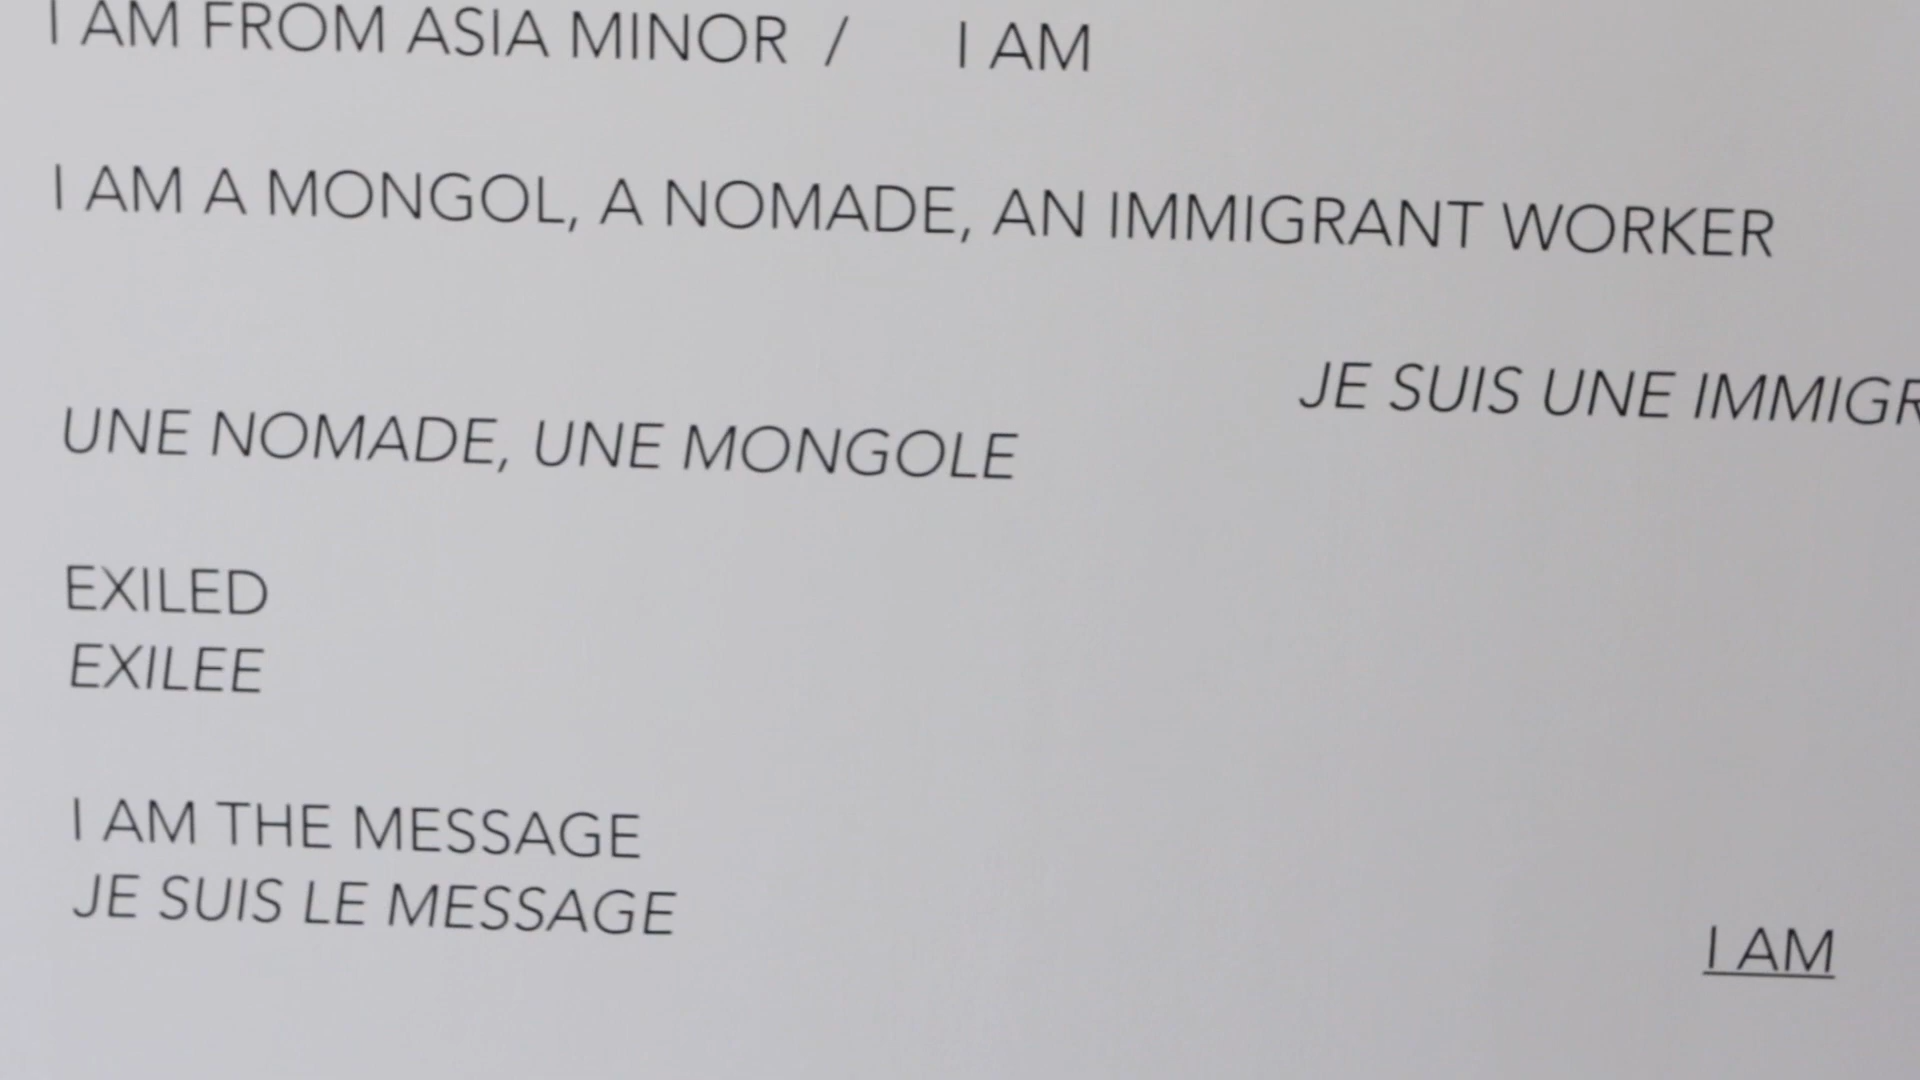 I AM FROM ASIA MINOR / I AM
I AM A MONGOL, A NOMADE, AN IMMIGRANT WORKER
JE SUIS UNE
UNE NOMADE, UNE MONGOLE
EXILED
EXILEE
I AM THE MESSAGE
JE SUIS LE MESSAGE
I AM